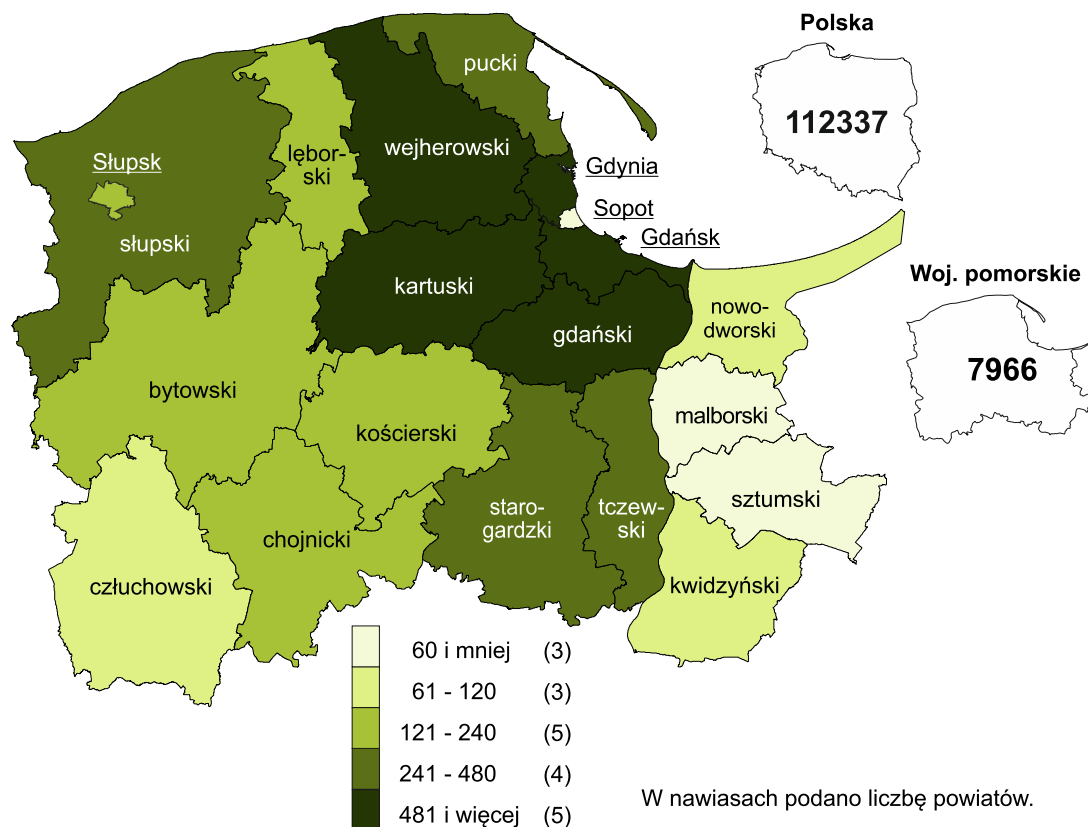 Polska
112337
pucki
wejherowski
lębor-
ski
Słupsk
Gdynia
Sopot
słupski
Gdańsk
kartuski
Woj. pomorskie
7966
nowo-
dworski
gdański
bytowski
kościerski
malborski
sztumski
staro-
gardzki
tczew-
ski
chojnicki
człuchowski
kwidzyński
60 i mniej (3)
61 - 120 (3)
121 - 240 (5)
241 - 480 (4)
481 i więcej (5)
W nawiasach podano liczbę powiatów.